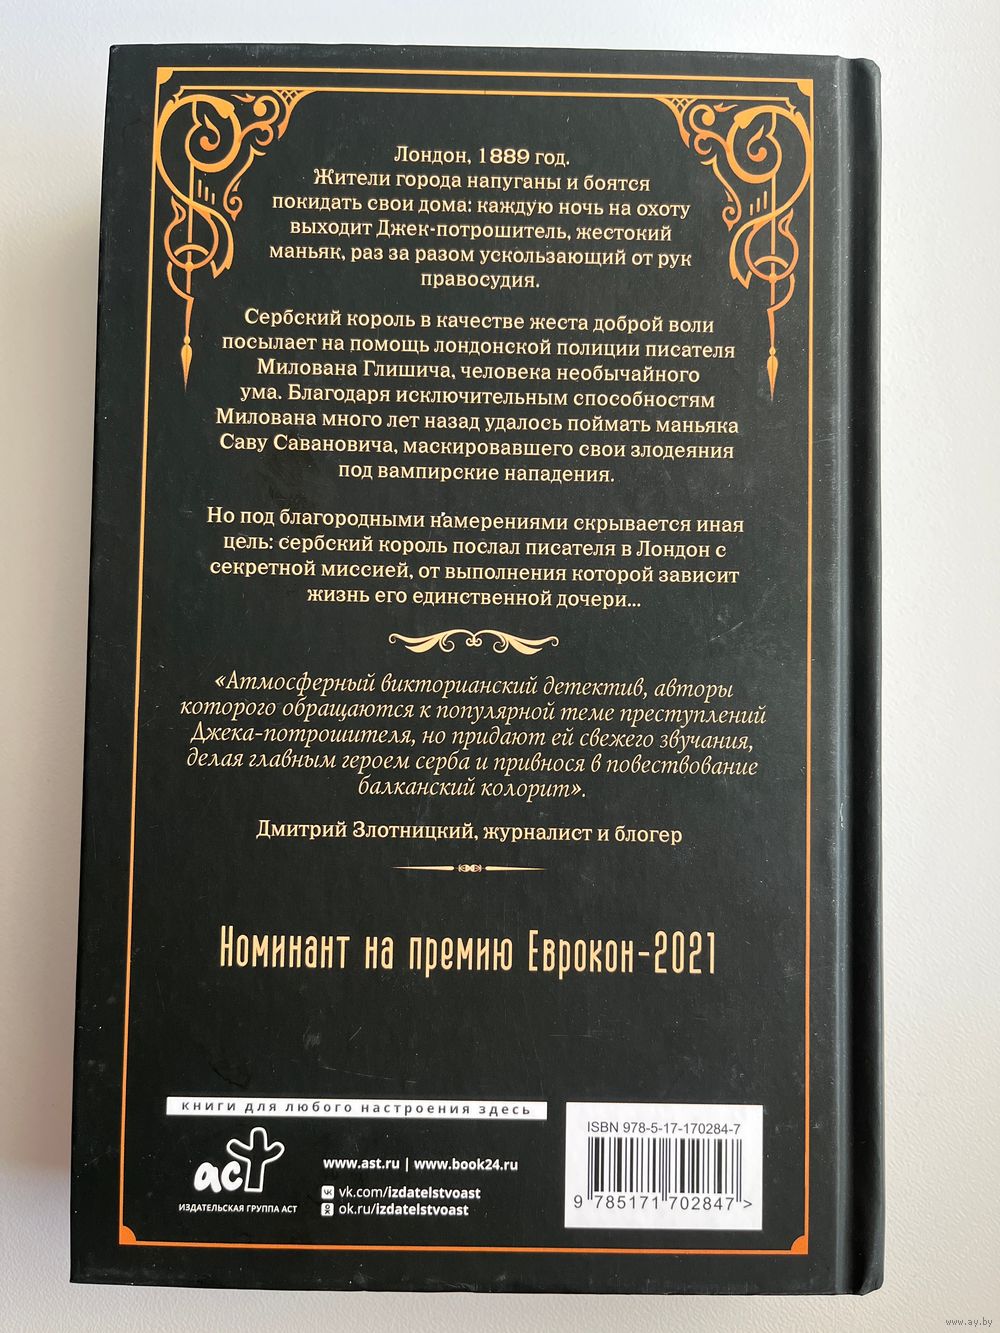 Лондон, 1889 год.
Жители города напуганы и боятся
покидать свои дома: каждую ночь на охоту
выходит Джек-потрошитель, жестокий
маньяк, раз за разом ускользающий от рук
правосудия.
Сербский король в качестве жеста доброй воли
посылает на помощь лондонской полиции писателя
Милована Глишича, человека необычайного
ума. Благодаря исключительным способностям
Милована много лет назад удалось поймать маньяка
Саву Савановича, маскировавшего свои злодеяния
под вампирские нападения.
Но под благородными намерениями скрывается иная
цель: сербский король послал писателя в Лондон с
секретной миссией, от выполнения которой зависит
жизнь его единственной дочери...
«Атмосферный викторианский детектив, авторы
которого обращаются к популярной теме преступлений
Джека-потрошителя, но придают ей свежего звучания,
делая главным героем серба и привнося в повествование
балканский колорит».
Дмитрий Злотницкий, журналист и блогер
Номинант на премию Еврокон-2021
книги для любого настроения здесь
аст
ИЗДАТЕЛЬСКАЯ ГРУППА АСТ
www.ast.ru | www.book24.ru
vk.com/izdatelstvoast
ok.ru/izdatelstvoast
ISBN 978-5-17-170284-7
9 785171 702847 >
www.ay.by